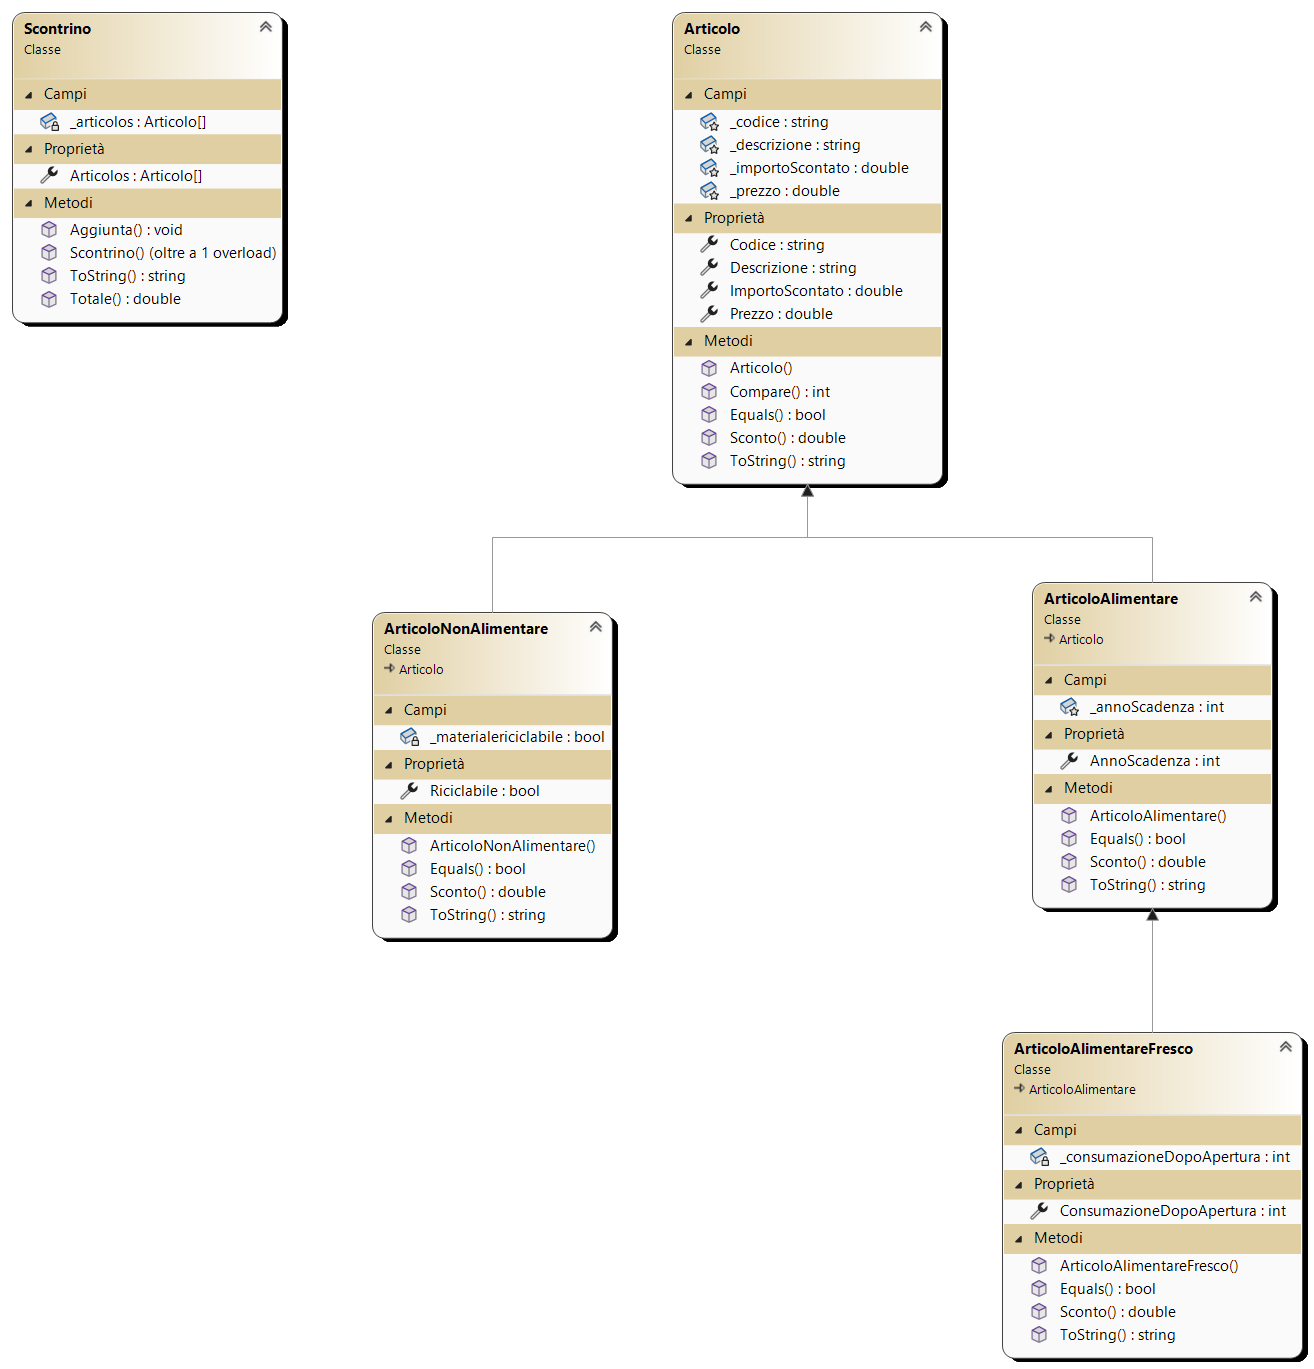 Scontrino
Classe
Campi
_articolos : Articolo[]
Proprietà
Articolos : Articolo[]
Metodi
Aggiunta() : void
Scontrino() (oltre a 1 overload)
ToString() : string
Totale() : double
Articolo
Classe
Campi
_codice : string
_descrizione : string
_importoScontato : double
_prezzo : double
Proprietà
Codice : string
Descrizione : string
ImportoScontato : double
Prezzo : double
Metodi
Articolo()
Compare() : int
Equals() : bool
Sconto() : double
ToString() : string
ArticoloNonAlimentare
Classe
Articolo
Campi
_materialericiclabile : bool
Proprietà
Riciclabile : bool
Metodi
ArticoloNonAlimentare()
Equals() : bool
Sconto() : double
ToString() : string
ArticoloAlimentare
Classe
Articolo
Campi
_annoScadenza : int
Proprietà
AnnoScadenza : int
Metodi
ArticoloAlimentare()
Equals() : bool
Sconto() : double
ToString() : string
ArticoloAlimentareFresco
Classe
ArticoloAlimentare
Campi
_consumazioneDopoApertura : int
Proprietà
ConsumazioneDopoApertura : int
Metodi
ArticoloAlimentareFresco()
Equals() : bool
Sconto() : double
ToString() : string